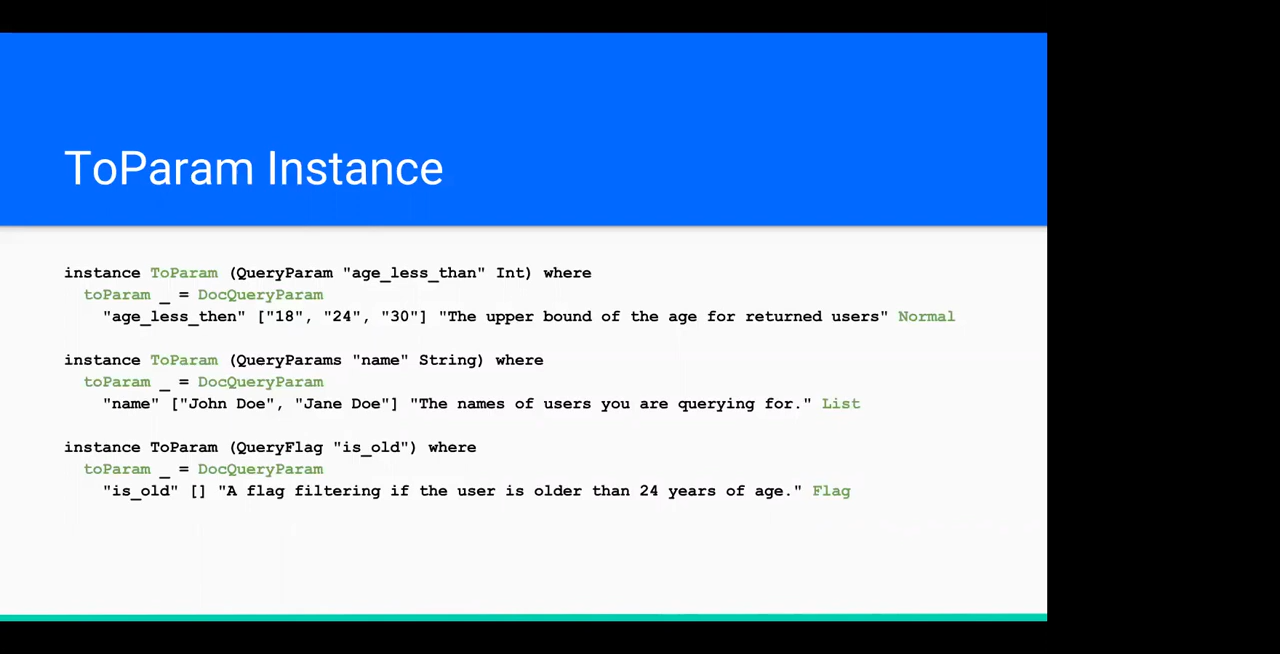 ToParam Instance
instance ToParam (QueryParam "age_less_than" Int) where
toParam _ = DocQueryParam
"age_less_then" ["18", "24", "30"] "The upper bound of the age for returned users" Normal
instance ToParam (QueryParams "name" String) where
toParam _ = DocQueryParam
"name" ["John Doe", "Jane Doe"] "The names of users you are querying for." List
instance ToParam (QueryFlag "is_old") where
toParam _ = DocQueryParam
"is_old" [] "A flag filtering if the user is older than 24 years of age." Flag